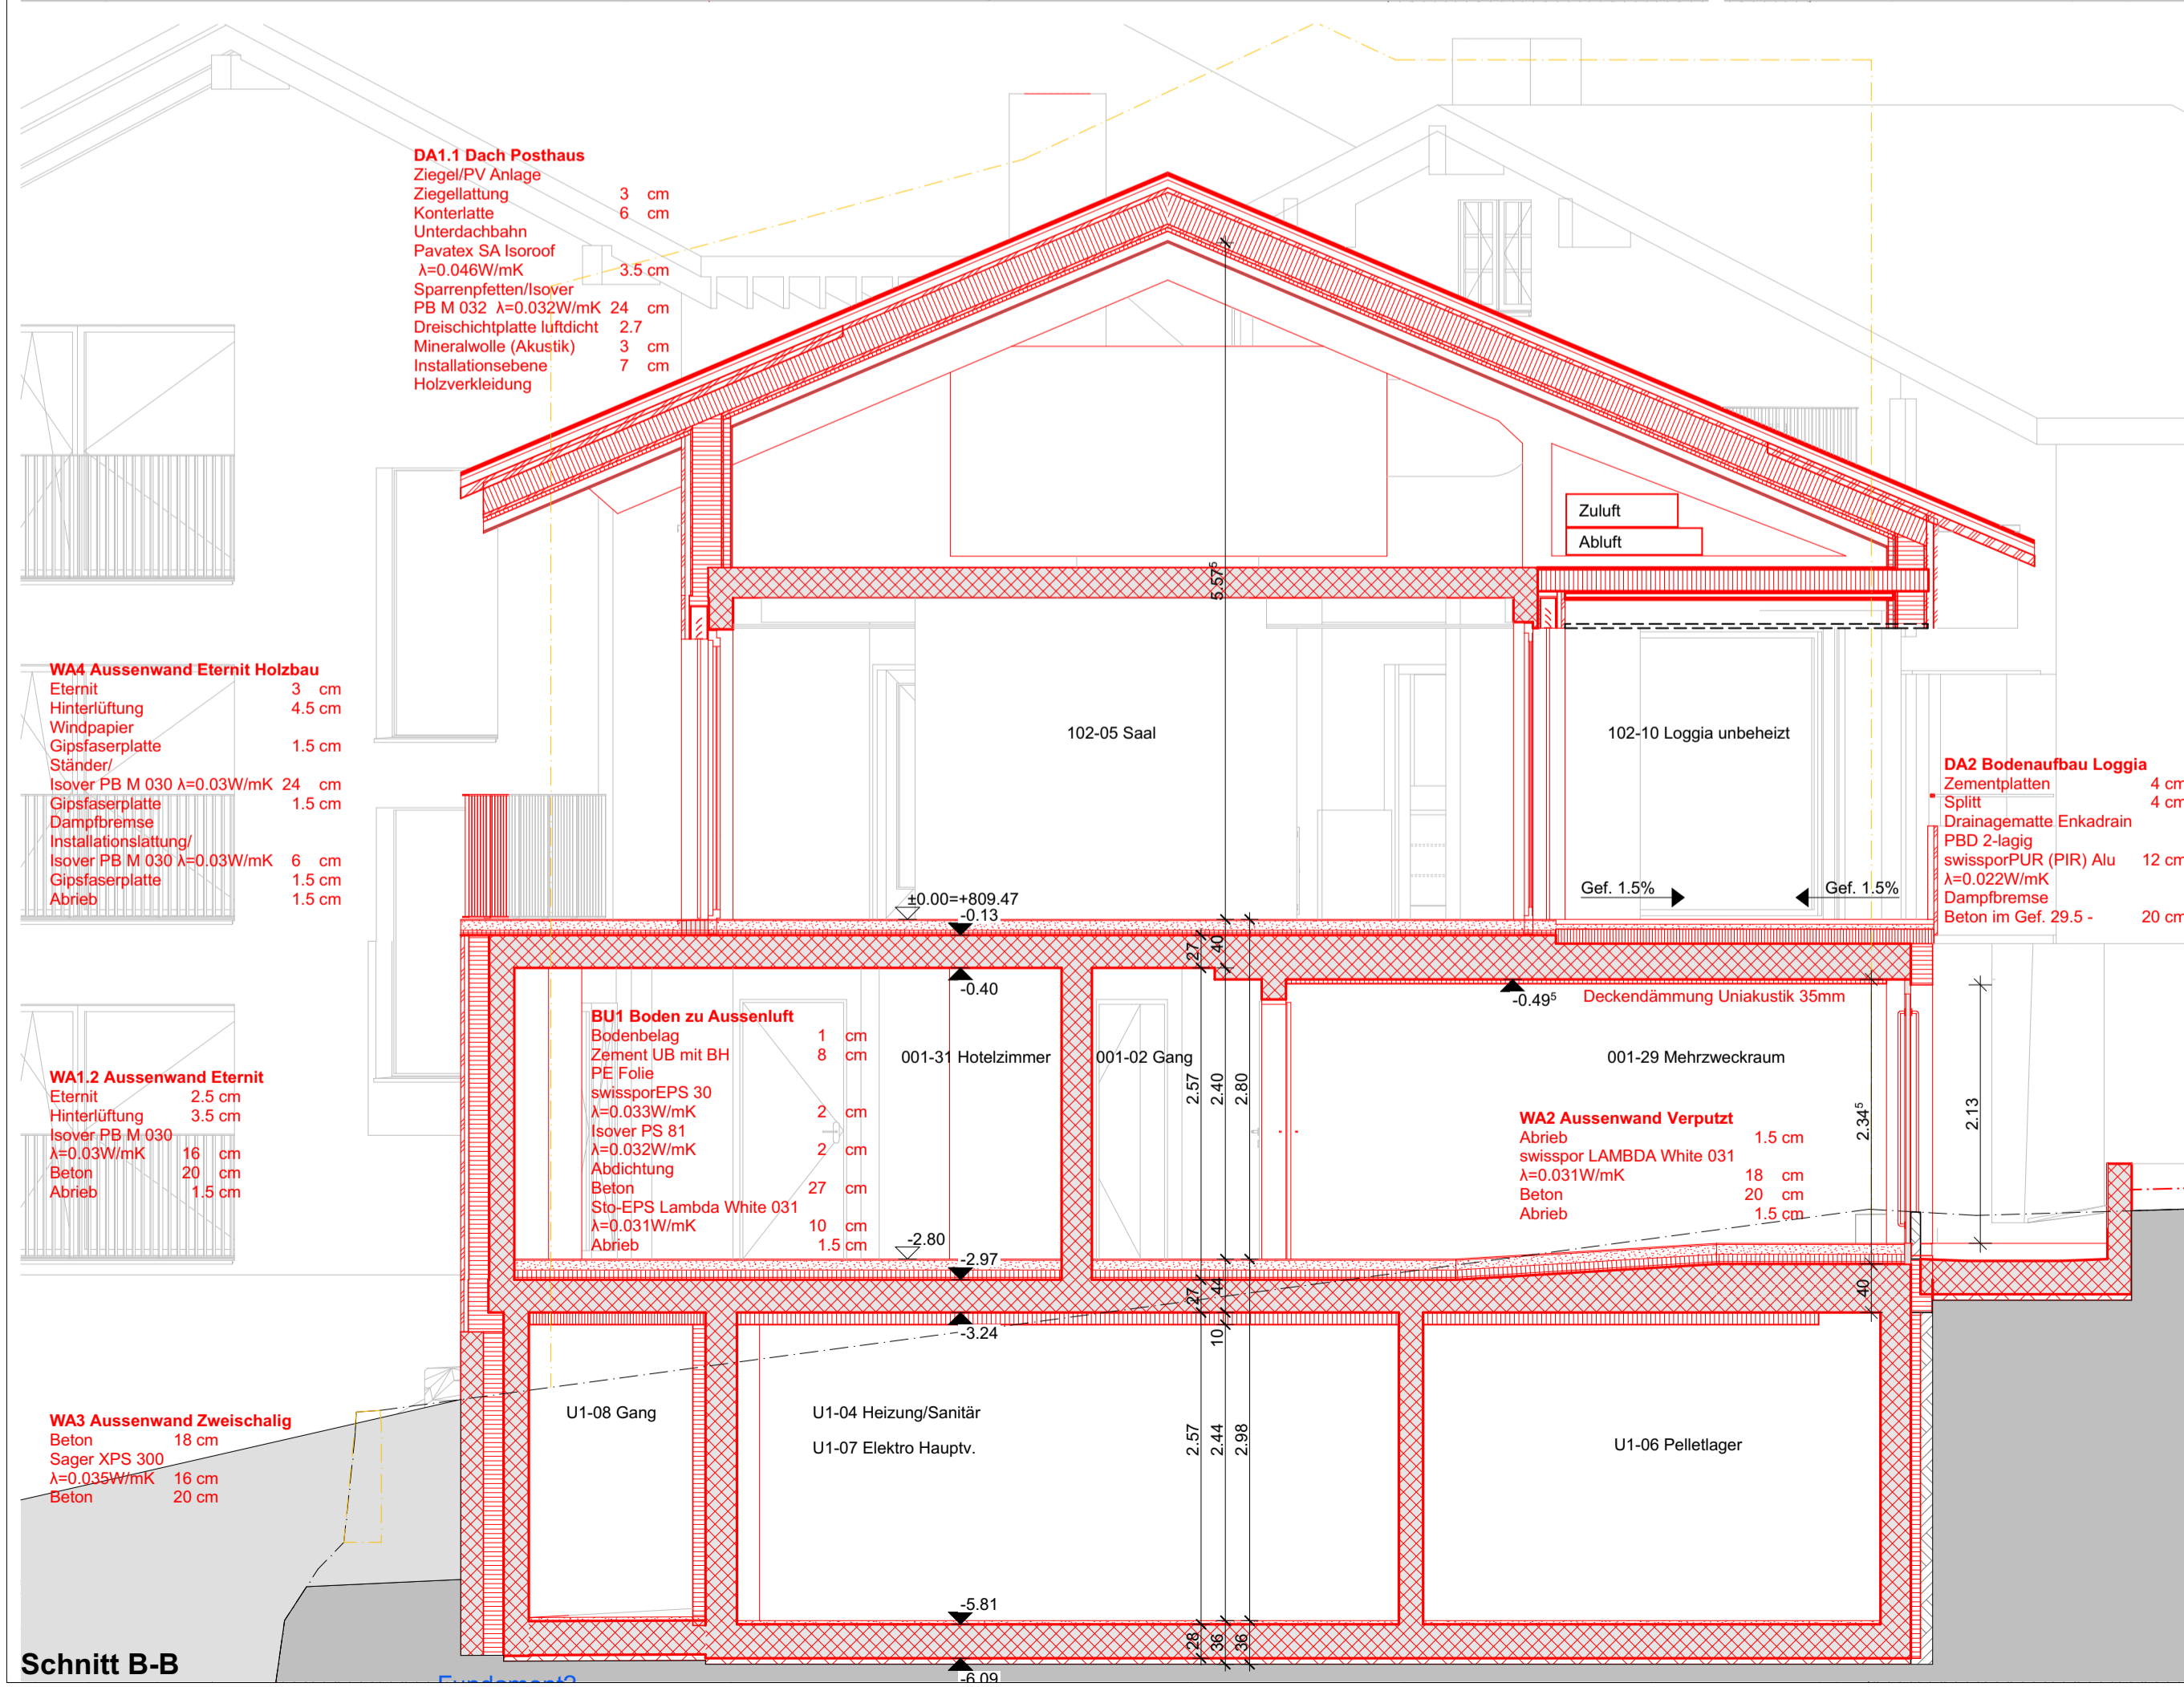 DA1.1 Dach Posthaus
Ziegel/PV Anlage
Ziegellattung 3 cm
Konterlatte 6 cm
Unterdachbahn
Pavatex SA Isoroof
λ=0.046W/mK 3.5 cm
Sparrenpfetten/Isover
PB M 032 λ=0.032W/mK 24 cm
Dreischichtplatte luftdicht 2.7
Mineralwolle (Akustik) 3 cm
Installationsebene 7 cm
Holzverkleidung
Zuluft
Abluft
5.57⁵
WA4 Aussenwand Eternit Holzbau
Eternit 3 cm
Hinterlüftung 4.5 cm
Windpapier
Gipsfaserplatte 1.5 cm
Ständer/
Isover PB M 030 λ=0.03W/mK 24 cm
Gipsfaserplatte 1.5 cm
Dampfbremse
Installationslattung/
Isover PB M 030 λ=0.03W/mK 6 cm
Gipsfaserplatte 1.5 cm
Abrieb 1.5 cm
102-05 Saal
102-10 Loggia unbeheizt
DA2 Bodenaufbau Loggia
Zementplatten 4 cm
Splitt 4 cm
Drainagematte Enkadrain
PBD 2-lagig
swissporPUR (PIR) Alu 12 cm
λ=0.022W/mK
Dampfbremse
Beton im Gef. 29.5 - 20 cm
Gef. 1.5%
Gef. 1.5%
±0.00=+809.47
-0.13
27
40
-0.40
-0.49⁵
Deckendämmung Uniakustik 35mm
BU1 Boden zu Aussenluft
Bodenbelag 1 cm
Zement UB mit BH 8 cm
PE Folie
swissporEPS 30
λ=0.033W/mK 2 cm
Isover PS 81
λ=0.032W/mK 2 cm
Abdichtung
Beton 27 cm
Sto-EPS Lambda White 031
λ=0.031W/mK 10 cm
Abrieb 1.5 cm
001-31 Hotelzimmer
001-02 Gang
001-29 Mehrzweckraum
2.57
2.40
2.80
2.34⁵
2.13
WA1.2 Aussenwand Eternit
Eternit 2.5 cm
Hinterlüftung 3.5 cm
Isover PB M 030
λ=0.03W/mK 16 cm
Beton 20 cm
Abrieb 1.5 cm
WA2 Aussenwand Verputzt
Abrieb 1.5 cm
swisspor LAMBDA White 031
λ=0.031W/mK 18 cm
Beton 20 cm
Abrieb 1.5 cm
-2.80
-2.97
27
44
40
-3.24
10
U1-08 Gang
U1-04 Heizung/Sanitär
U1-07 Elektro Hauptv.
2.57
2.44
2.98
U1-06 Pelletlager
WA3 Aussenwand Zweischalig
Beton 18 cm
Sager XPS 300
λ=0.035W/mK 16 cm
Beton 20 cm
-5.81
28
36
36
Schnitt B-B
-6.09